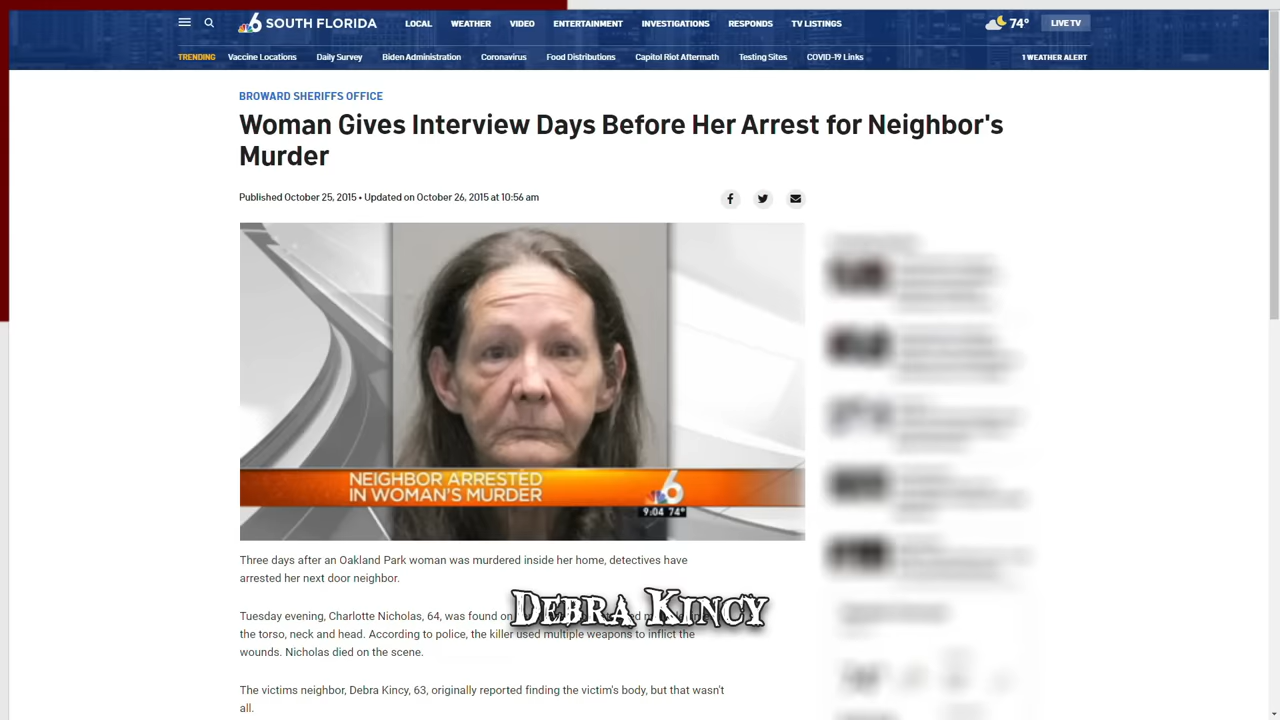 6 SOUTH FLORIDA LOCAL WEATHER VIDEO ENTERTAINMENT INVESTIGATIONS RESPONDS TV LISTINGS 74° LIVE TV
TRENDING Vaccine Locations Daily Survey Biden Administration Coronavirus Food Distributions Capitol Riot Aftermath Testing Sites COVID-19 Links 1 WEATHER ALERT
BROWARD SHERIFFS OFFICE
Woman Gives Interview Days Before Her Arrest for Neighbor's
Murder
Published October 25, 2015 • Updated on October 26, 2015 at 10:56 am
NEIGHBOR ARRESTED
IN WOMAN'S MURDER
6
9:04 74°
Three days after an Oakland Park woman was murdered inside her home, detectives have
arrested her next door neighbor.
Debra Kincy
Tuesday evening, Charlotte Nicholas, 64, was found on
the torso, neck and head. According to police, the killer used multiple weapons to inflict the
wounds. Nicholas died on the scene.
The victims neighbor, Debra Kincy, 63, originally reported finding the victim's body, but that wasn't
all.